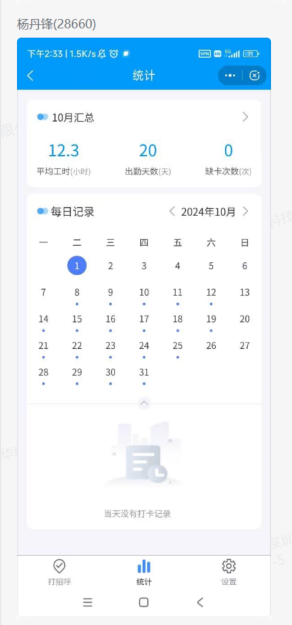 杨丹锋(28660)
下午2:33 | 1.5K/s
统计
10月汇总
12.3 20 0
平均工时(小时) 出勤天数(天) 缺卡次数(次)
每日记录 2024年10月
一 二 三 四 五 六 日
1 2 3 4 5 6
7 8 9 10 11 12 13
14 15 16 17 18 19 20
21 22 23 24 25 26 27
28 29 30 31
当天没有打卡记录
打招呼 统计 设置